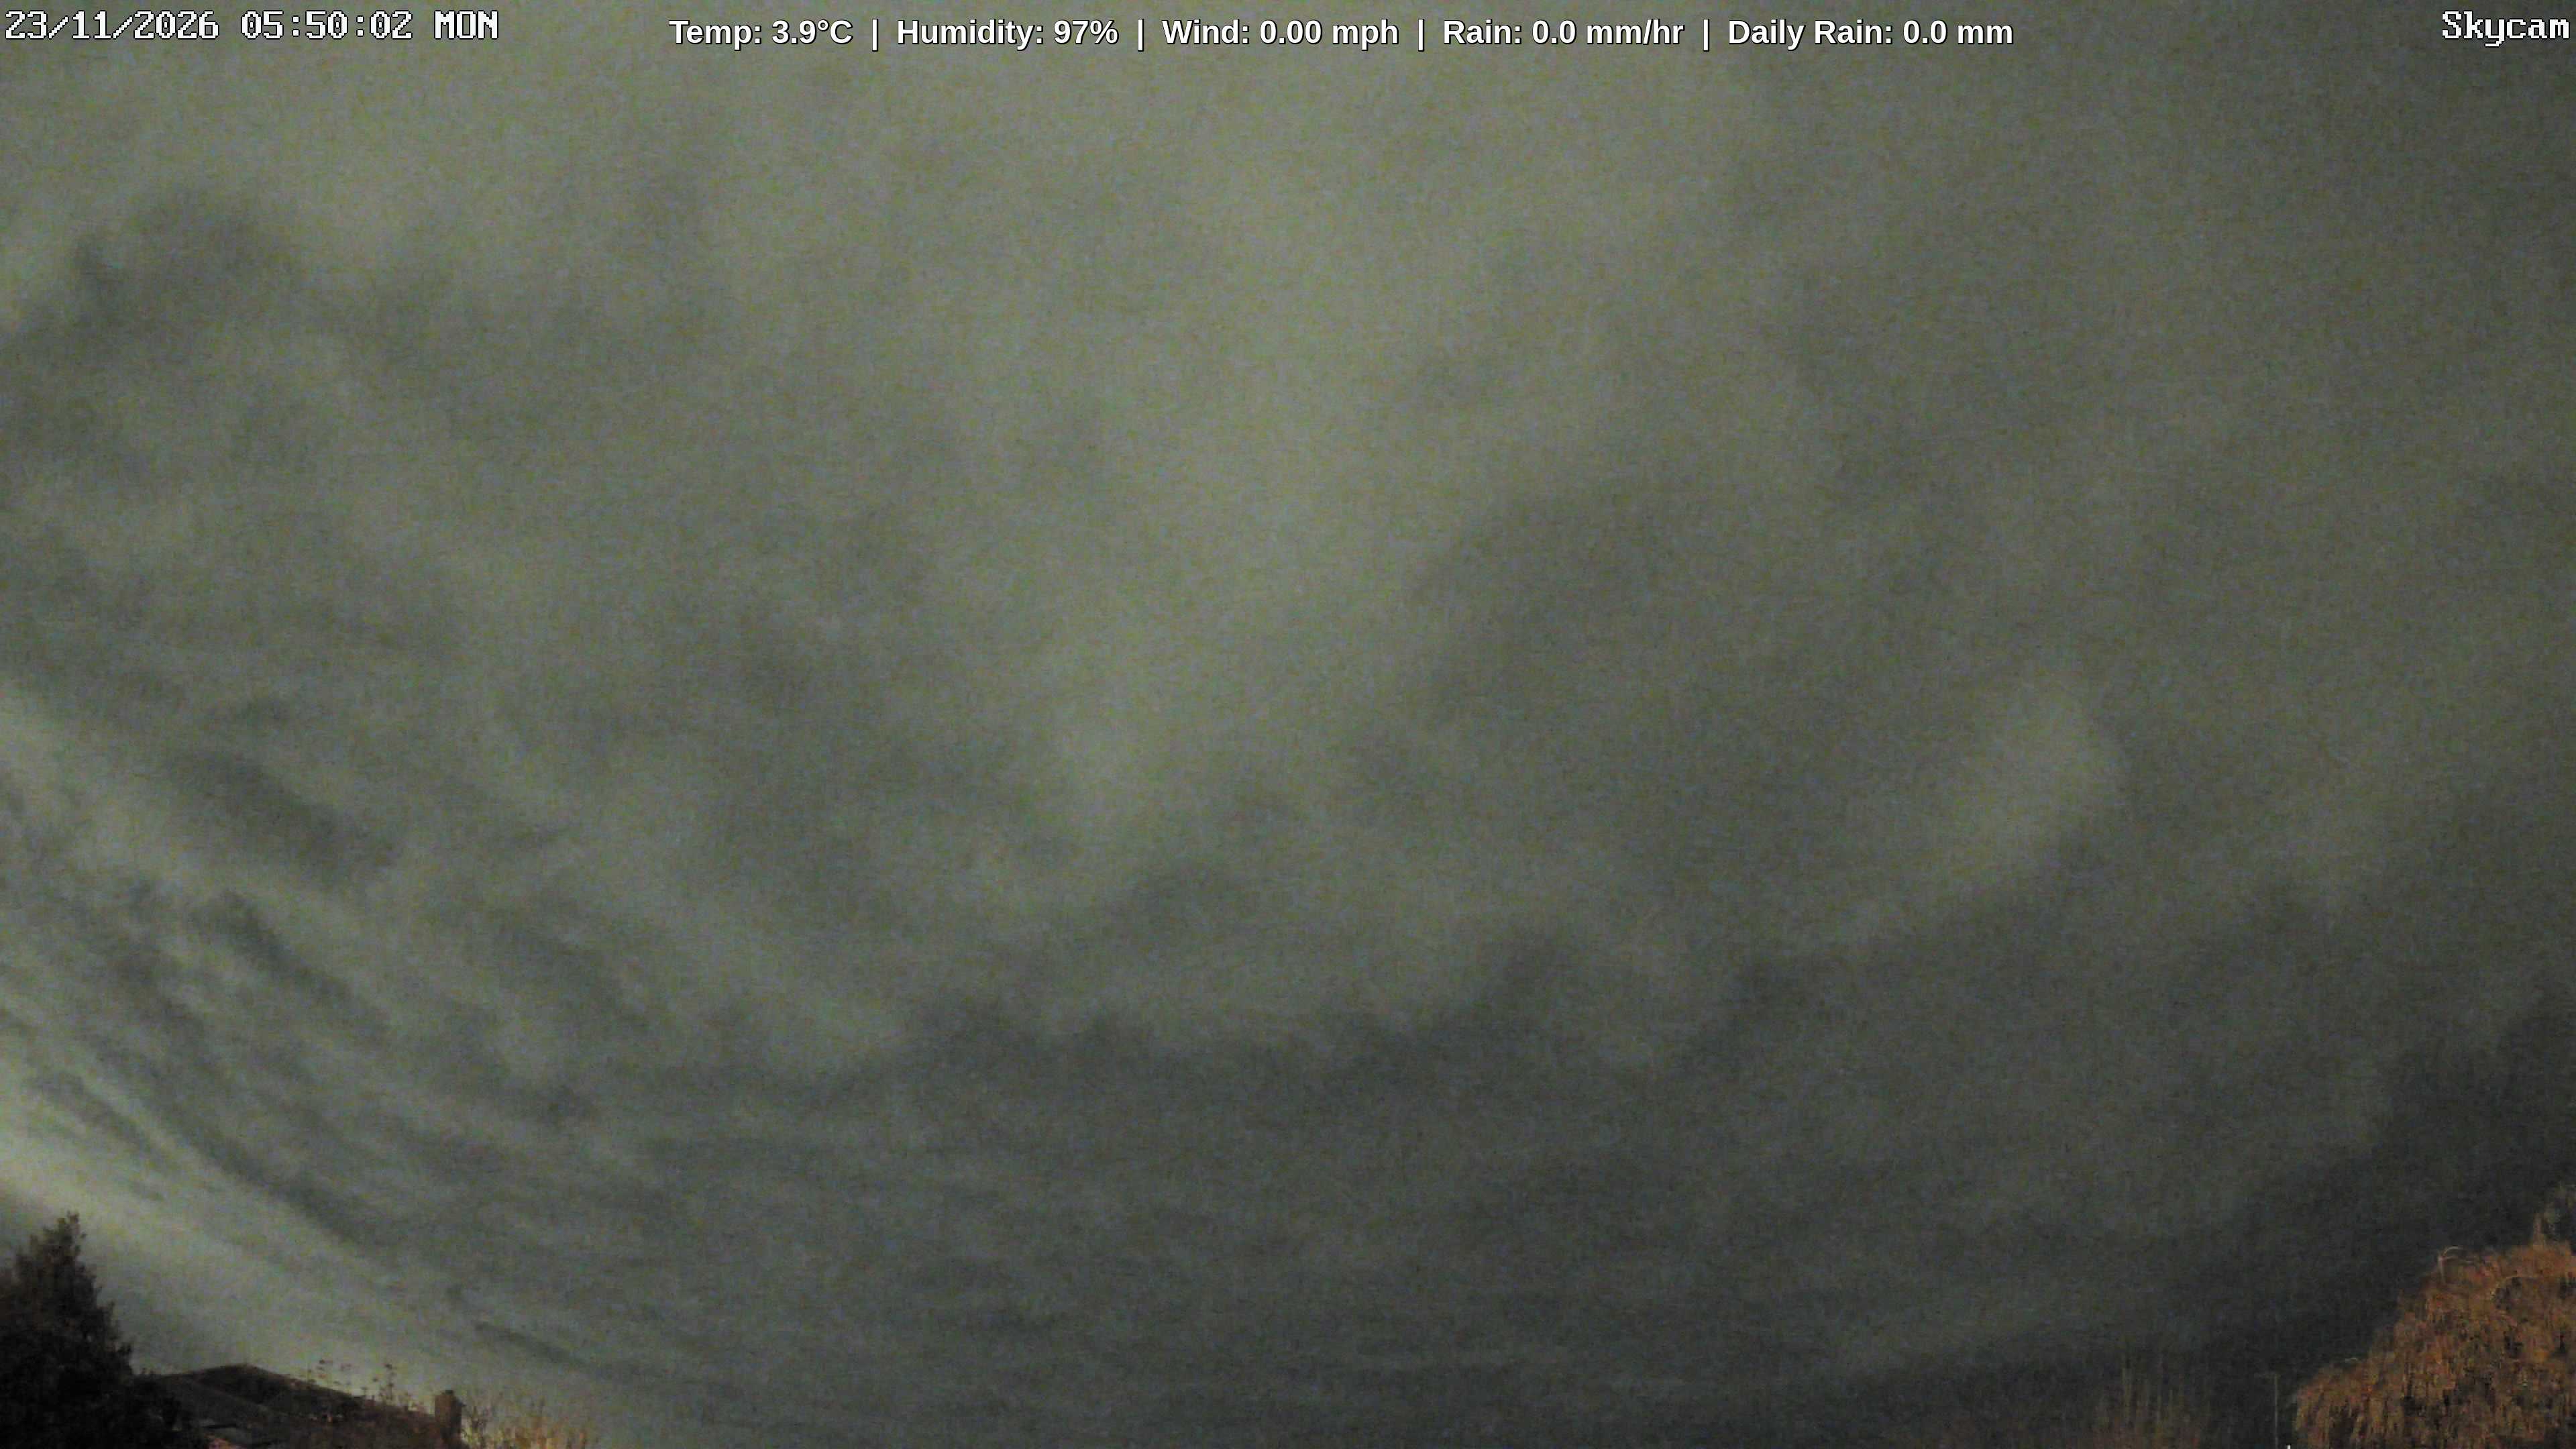 23/11/2026 05:50:02 MON
Temp: 3.9°C | Humidity: 97% | Wind: 0.00 mph | Rain: 0.0 mm/hr | Daily Rain: 0.0 mm
Skycam